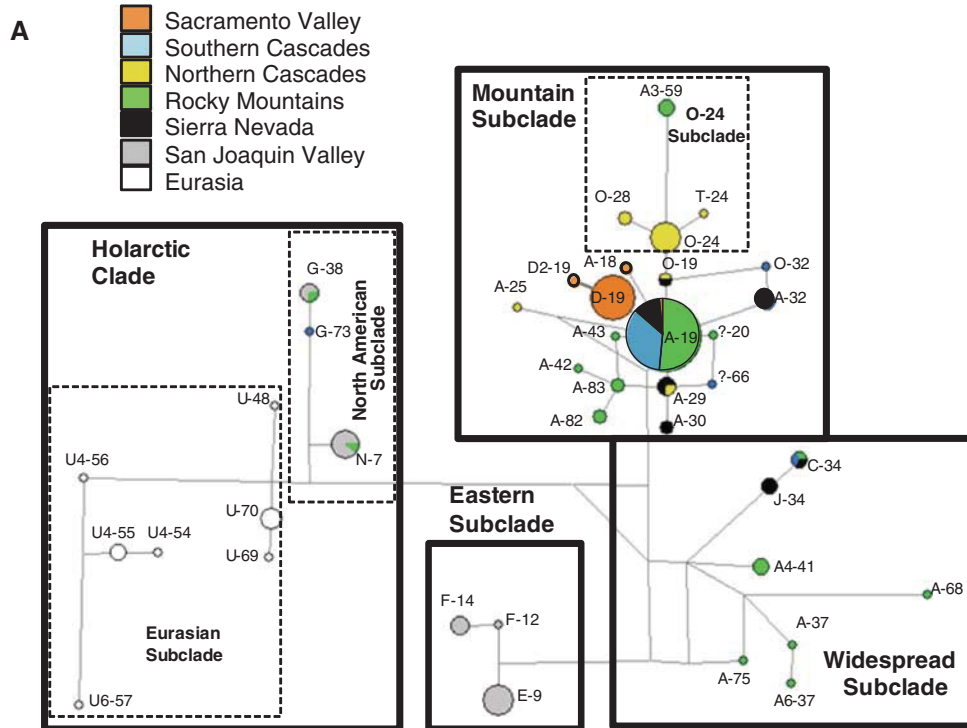 A
Sacramento Valley
Southern Cascades
Northern Cascades
Rocky Mountains
Sierra Nevada
San Joaquin Valley
Eurasia
Mountain
Subclade
A3-59
O-24
Subclade
O-28
T-24
O-24
A-18
O-19
O-32
D2-19
A-25
D-19
A-32
A-43
A-19
?-20
A-42
A-83
?-66
A-29
A-82
A-30
Holarctic
Clade
G-38
G-73
North American
Subclade
N-7
U-48
U4-56
U-70
U4-55
U4-54
U-69
Eurasian
Subclade
U6-57
Eastern
Subclade
F-14
F-12
E-9
C-34
J-34
A4-41
A-68
A-37
A-75
A6-37
Widespread
Subclade